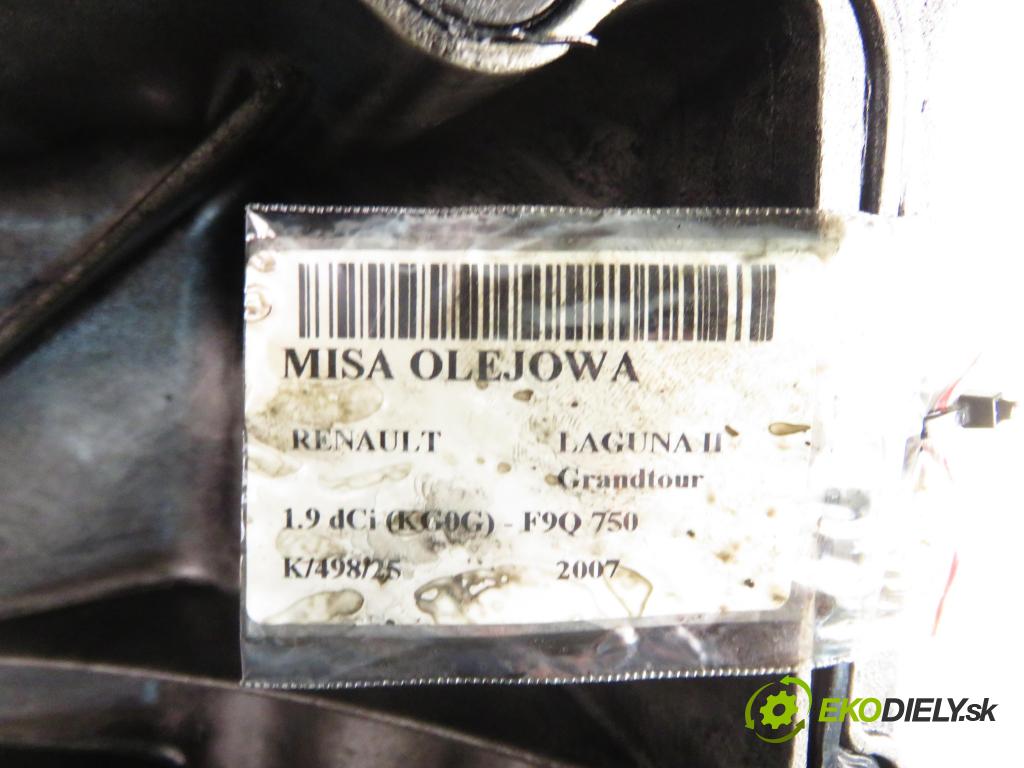 MISA OLEJOWA
RENAULT LAGUNA II
Grandtour
1.9 dCi (KG0G) - F9Q 750
K/498/25 2007
EKODIELY.sk